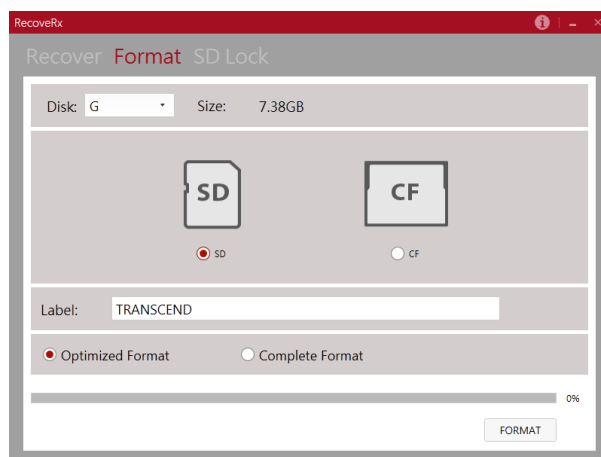 RecoveRx
Recover Format SD Lock
Disk: G Size: 7.38GB
SD CF
SD CF
Label: TRANSCEND
Optimized Format Complete Format
0%
FORMAT